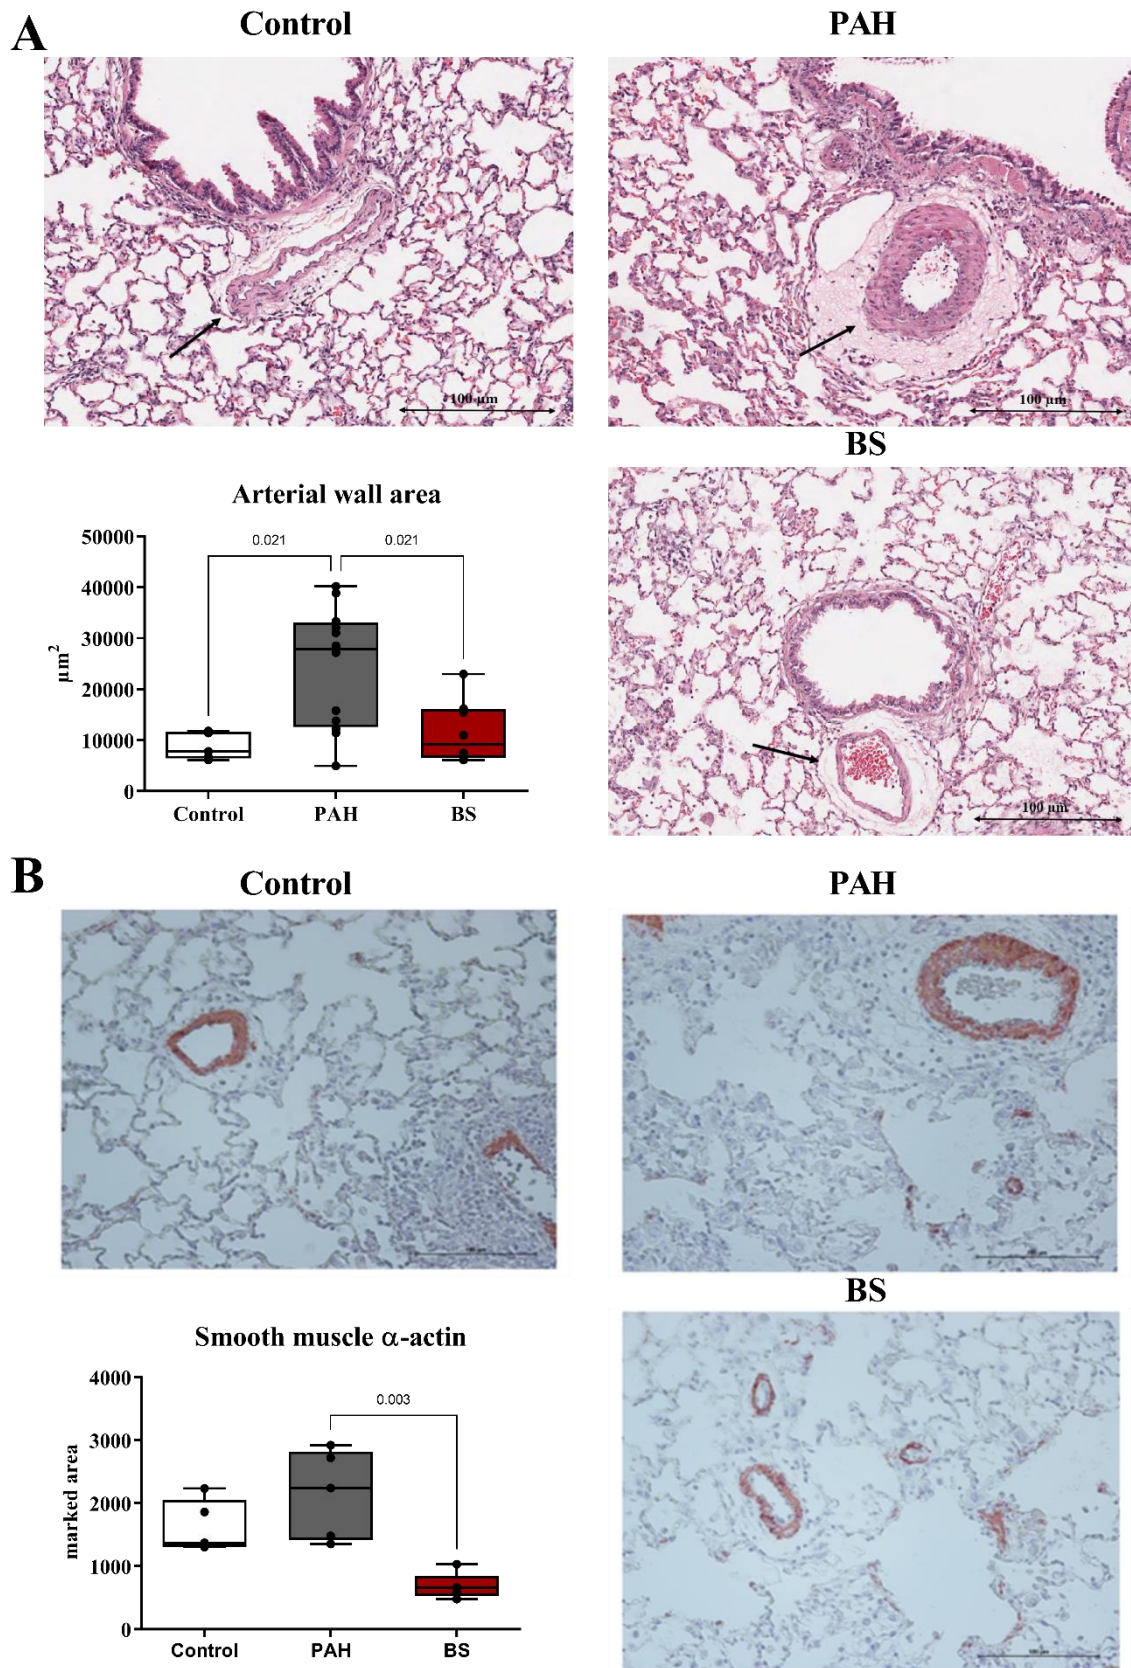 A
Control
PAH
100 µm
100 µm
BS
Arterial wall area
50000
40000
30000
20000
10000
0
µm²
0.021
0.021
Control
PAH
BS
100 µm
B
Control
PAH
BS
Smooth muscle α-actin
4000
3000
2000
1000
0
marked area
0.003
Control
PAH
BS